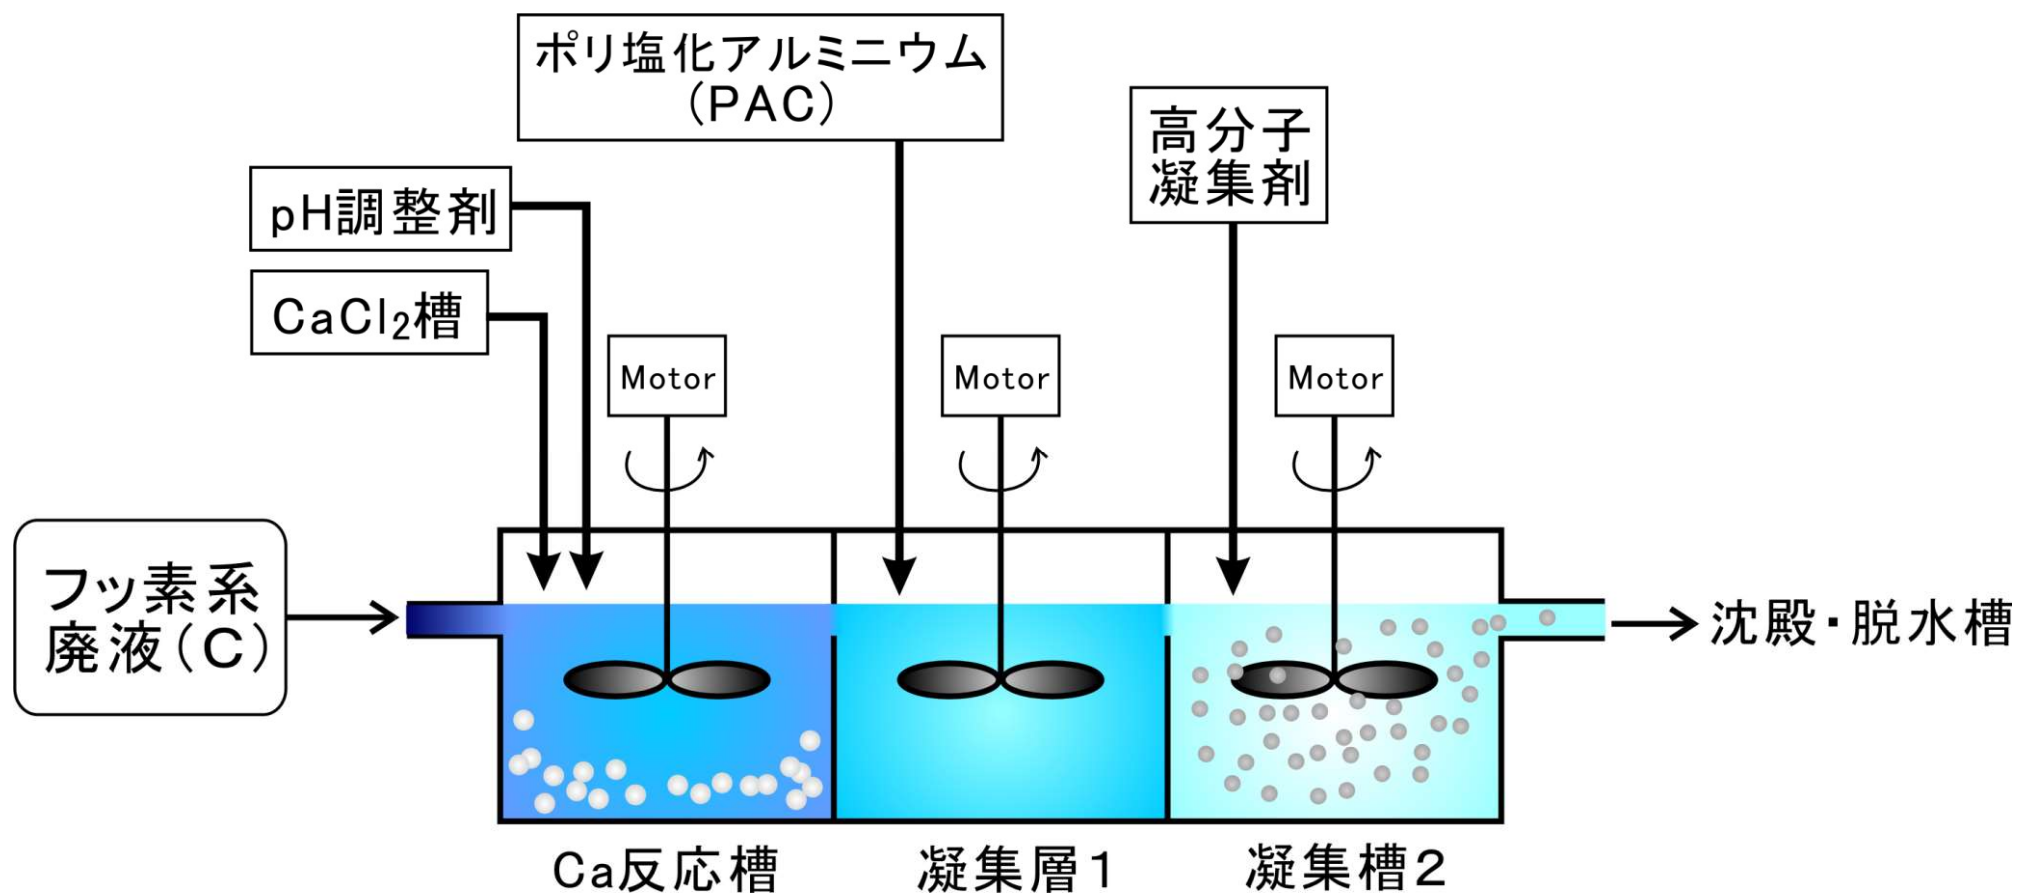 ポリ塩化アルミニウム
(PAC)
高分子
凝集剤
pH調整剤
CaCl₂槽
Motor
Motor
Motor
フッ素系
廃液(C)
沈殿・脱水槽
Ca反応槽
凝集層1
凝集槽2